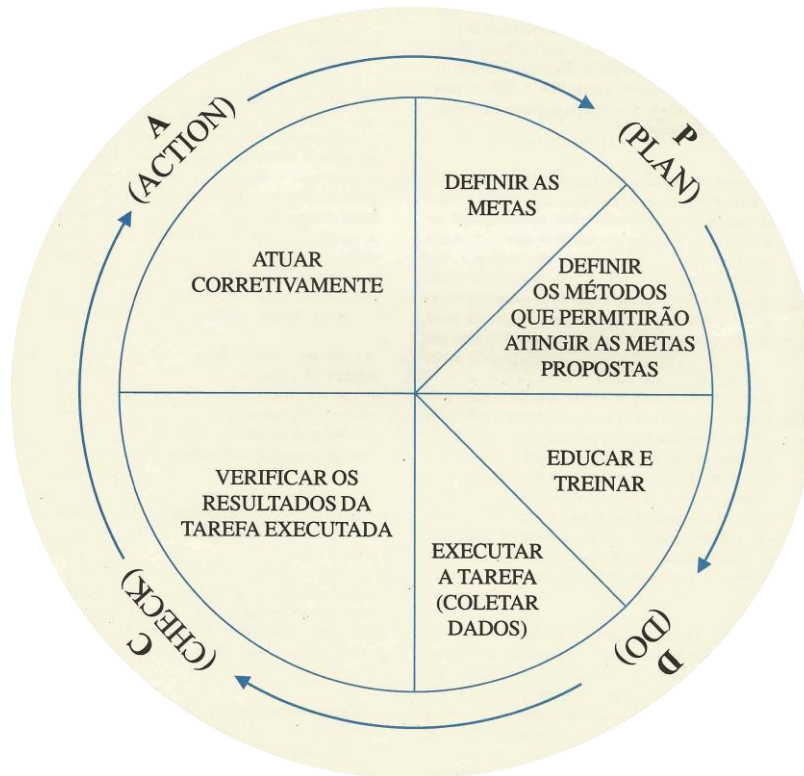 A
(ACTION)
P
(PLAN)
DEFINIR AS
METAS
DEFINIR
OS MÉTODOS
QUE PERMITIRÃO
ATINGIR AS METAS
PROPOSTAS
ATUAR
CORRETIVAMENTE
EDUCAR E
TREINAR
VERIFICAR OS
RESULTADOS DA
TAREFA EXECUTADA
EXECUTAR
A TAREFA
(COLETAR
DADOS)
C
(CHECK)
D
(DO)